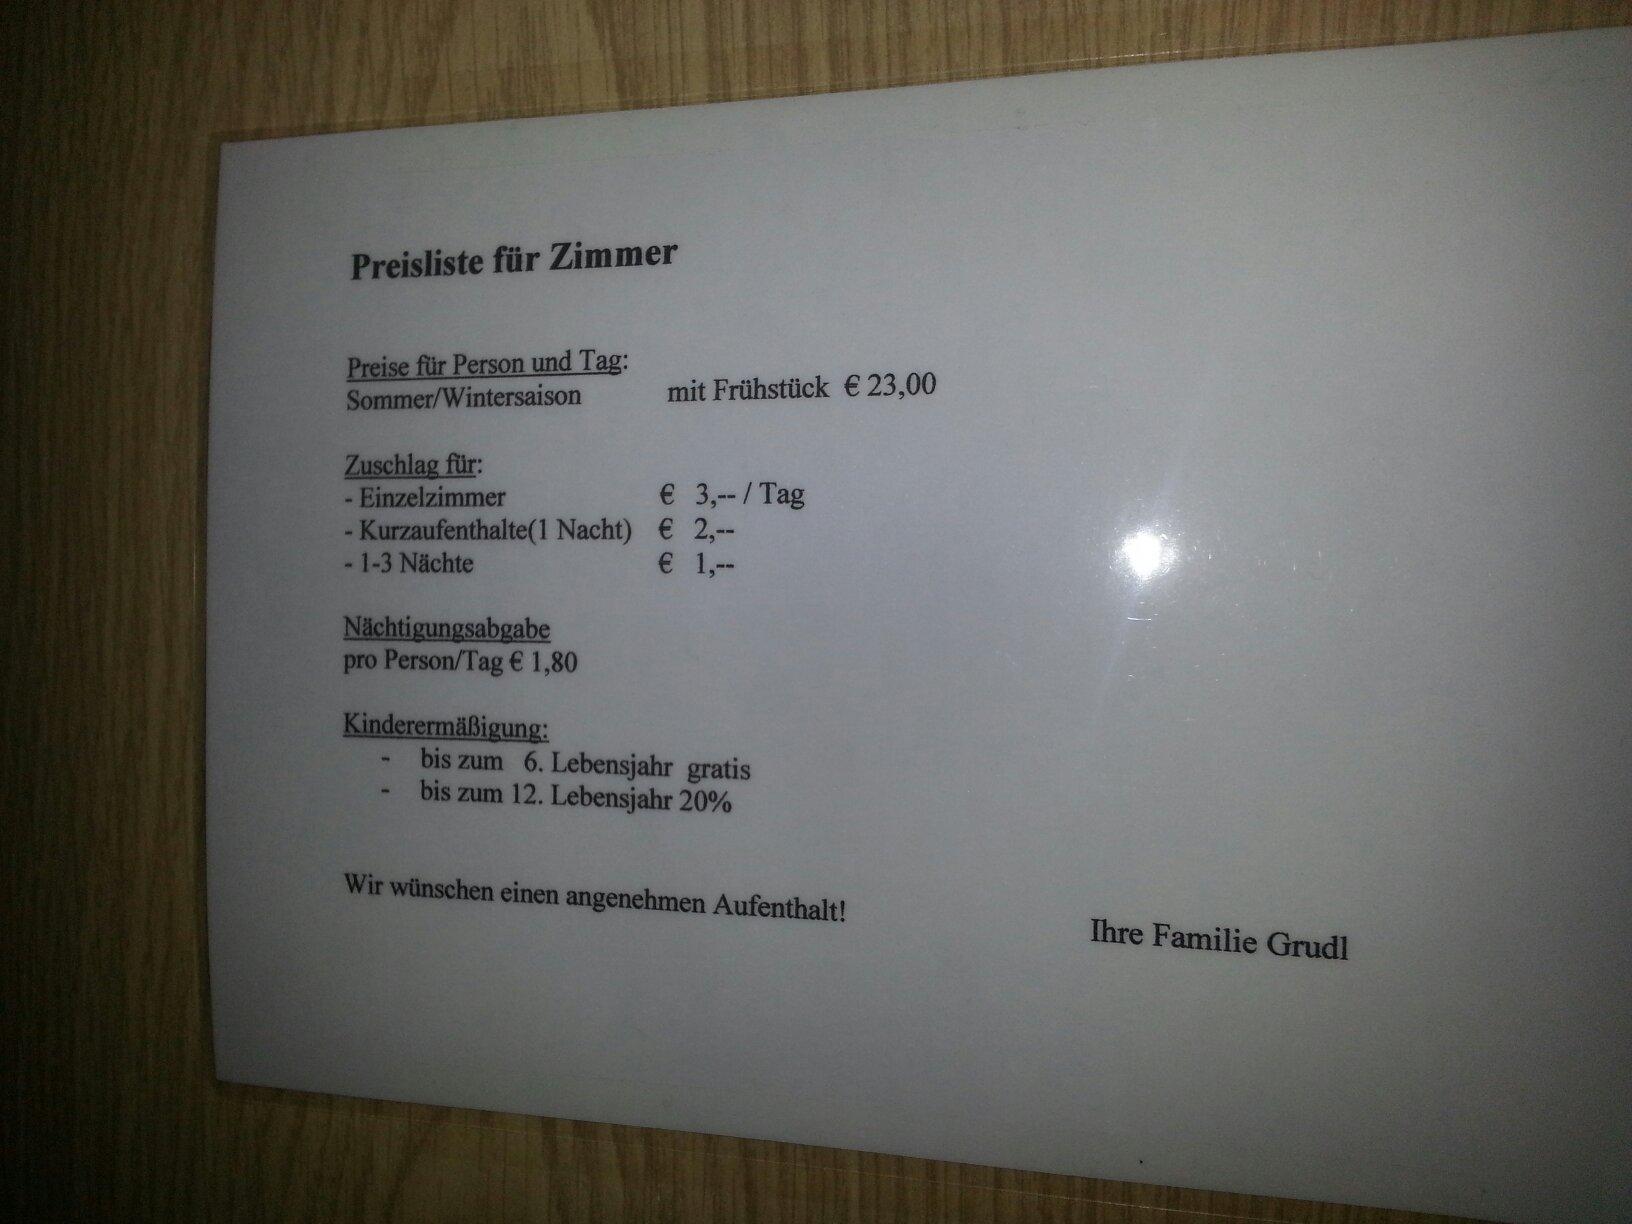 Preisliste für Zimmer
Preise für Person und Tag:
Sommer/Wintersaison mit Frühstück € 23,00
Zuschlag für:
- Einzelzimmer € 3,-- / Tag
- Kurzaufenthalte(1 Nacht) € 2,--
- 1-3 Nächte € 1,--
Nächtigungsabgabe
pro Person/Tag € 1,80
Kinderermäßigung:
- bis zum 6. Lebensjahr gratis
- bis zum 12. Lebensjahr 20%
Wir wünschen einen angenehmen Aufenthalt!
Ihre Familie Grudl